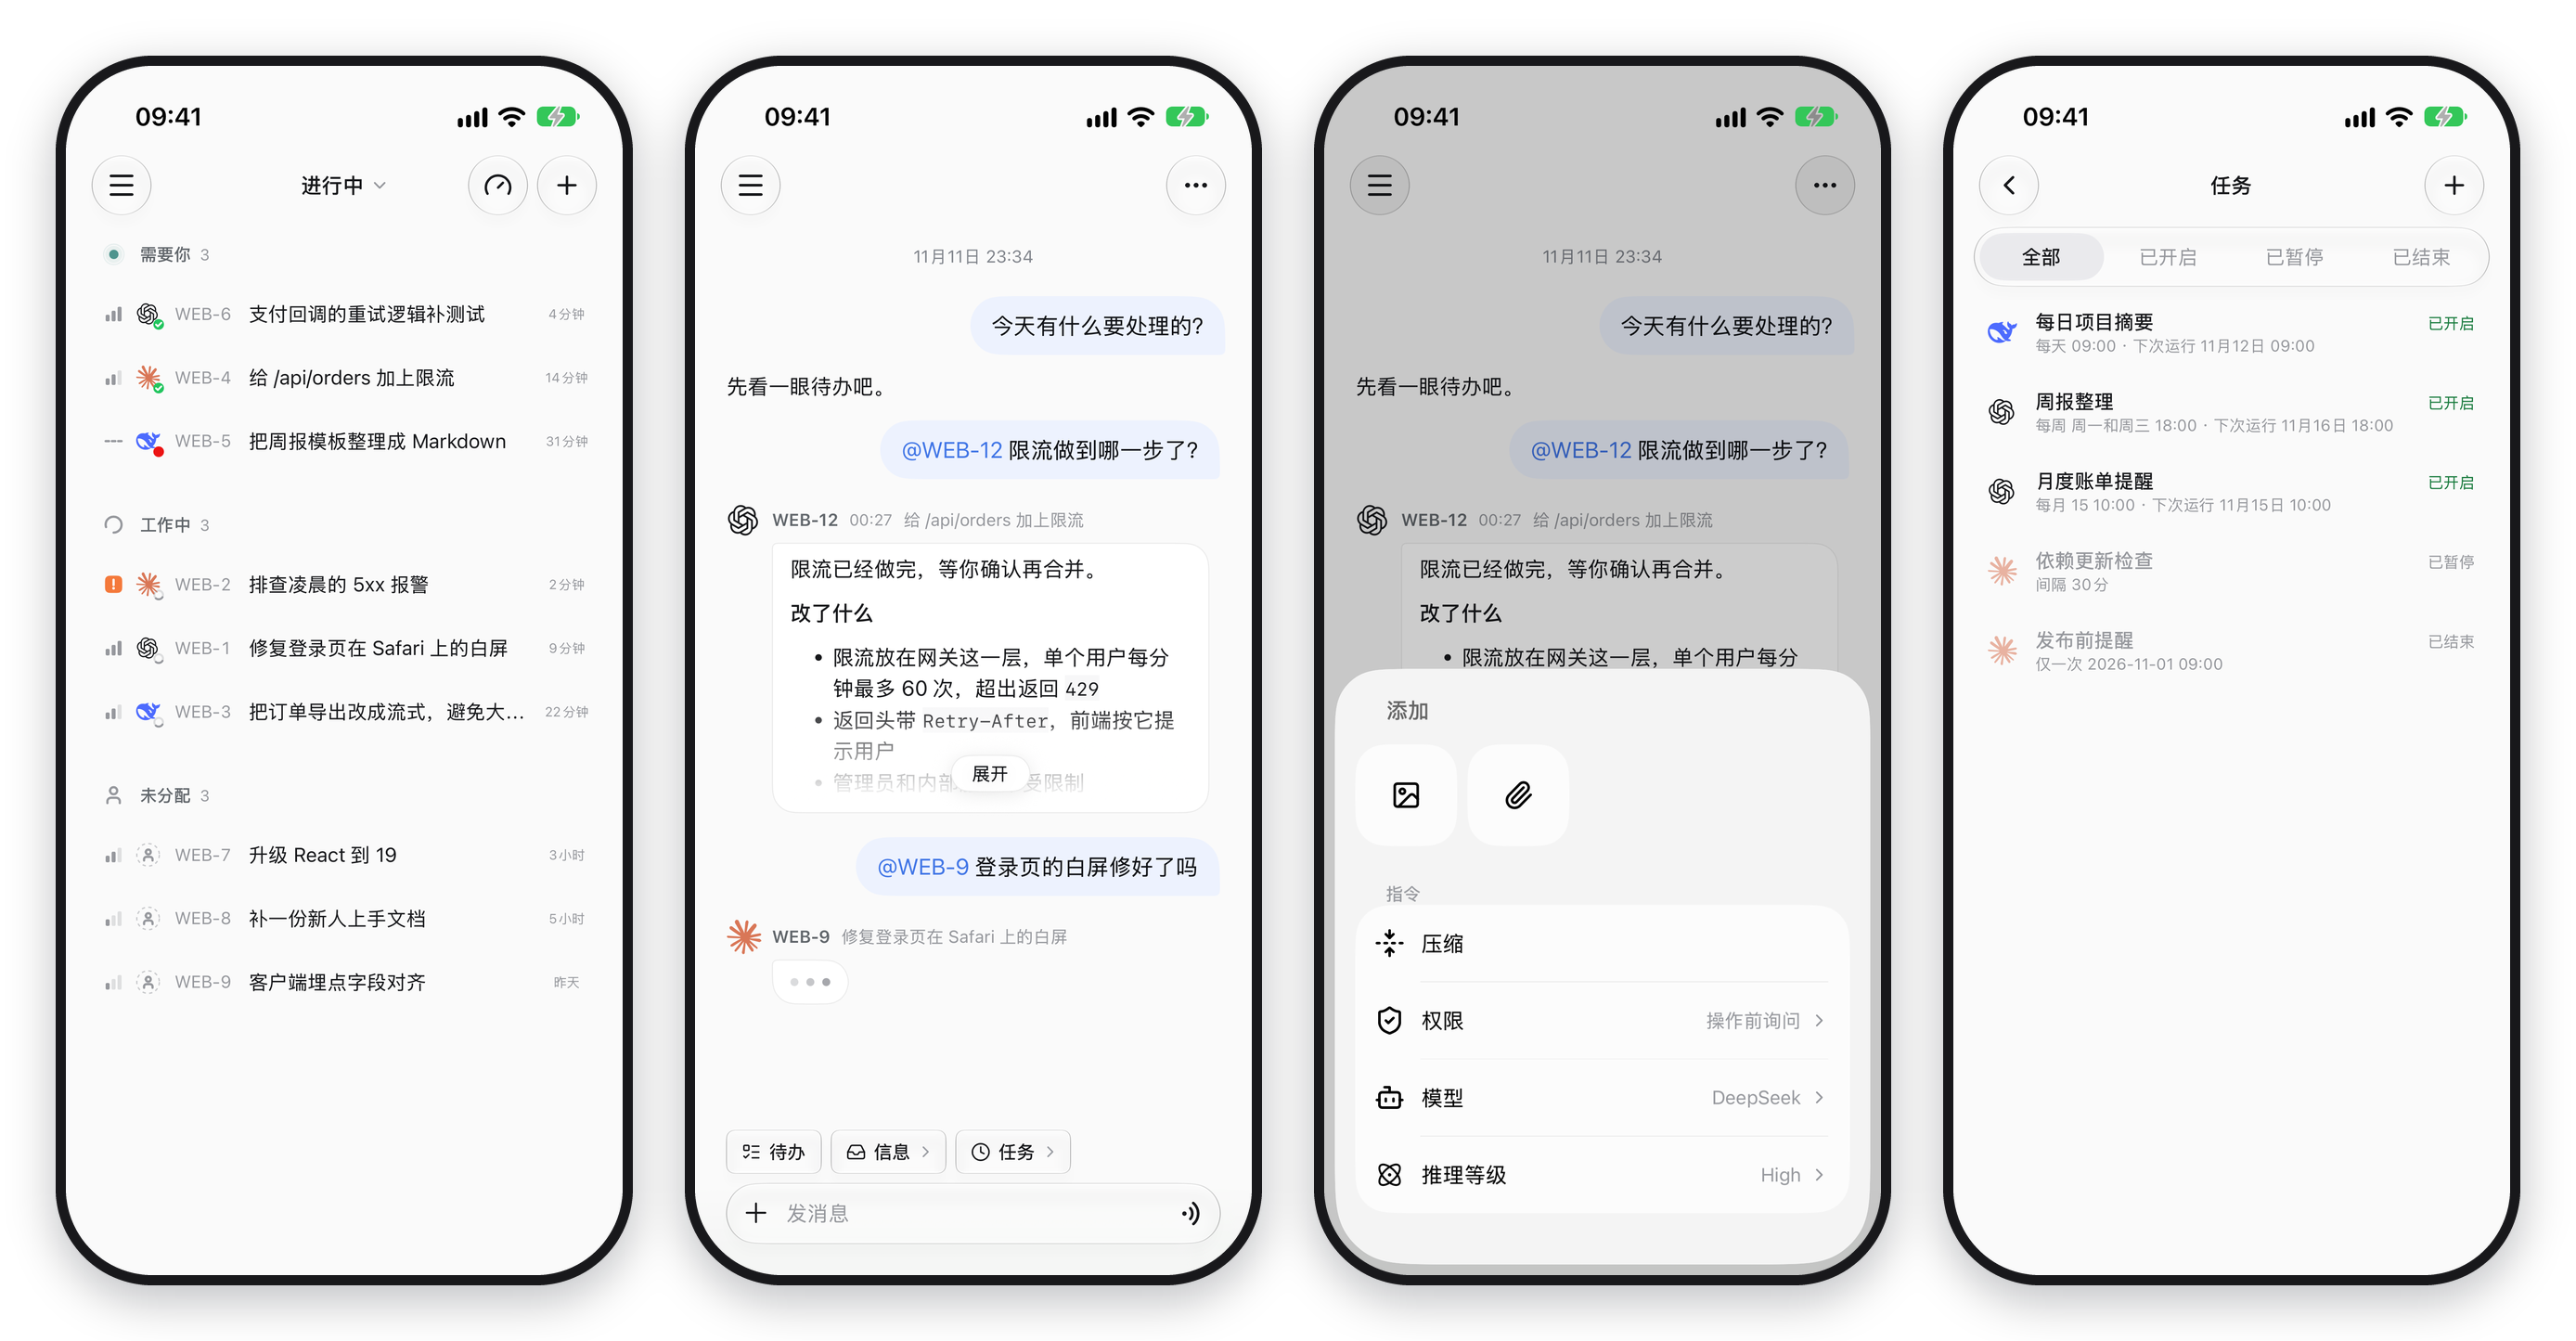 09:41
进行中
需要你 3
WEB-6 支付回调的重试逻辑补测试 4分钟
WEB-4 给 /api/orders 加上限流 14分钟
WEB-5 把周报模板整理成 Markdown 31分钟
工作中 3
WEB-2 排查凌晨的 5xx 报警 2分钟
WEB-1 修复登录页在 Safari 上的白屏 9分钟
WEB-3 把订单导出改成流式，避免大... 22分钟
未分配 3
WEB-7 升级 React 到 19 3小时
WEB-8 补一份新人上手文档 5小时
WEB-9 客户端埋点字段对齐 昨天
09:41
11月11日 23:34
今天有什么要处理的?
先看一眼待办吧。
@WEB-12 限流做到哪一步了?
WEB-12 00:27 给 /api/orders 加上限流
限流已经做完，等你确认再合并。
改了什么
• 限流放在网关这一层，单个用户每分
钟最多 60 次，超出返回 429
• 返回头带 Retry-After，前端按它提
示用户
• 管理员和内部 受限制
展开
@WEB-9 登录页的白屏修好了吗
WEB-9 修复登录页在 Safari 上的白屏
待办 信息 任务
发消息
09:41
11月11日 23:34
今天有什么要处理的?
先看一眼待办吧。
@WEB-12 限流做到哪一步了?
WEB-12 00:27 给 /api/orders 加上限流
限流已经做完，等你确认再合并。
改了什么
• 限流放在网关这一层，单个用户每分
添加
指令
压缩
权限 操作前询问
模型 DeepSeek
推理等级 High
09:41
任务
全部 已开启 已暂停 已结束
每日项目摘要 已开启
每天 09:00 · 下次运行 11月12日 09:00
周报整理 已开启
每周 周一和周三 18:00 · 下次运行 11月16日 18:00
月度账单提醒 已开启
每月 15 10:00 · 下次运行 11月15日 10:00
依赖更新检查 已暂停
间隔 30分
发布前提醒 已结束
仅一次 2026-11-01 09:00